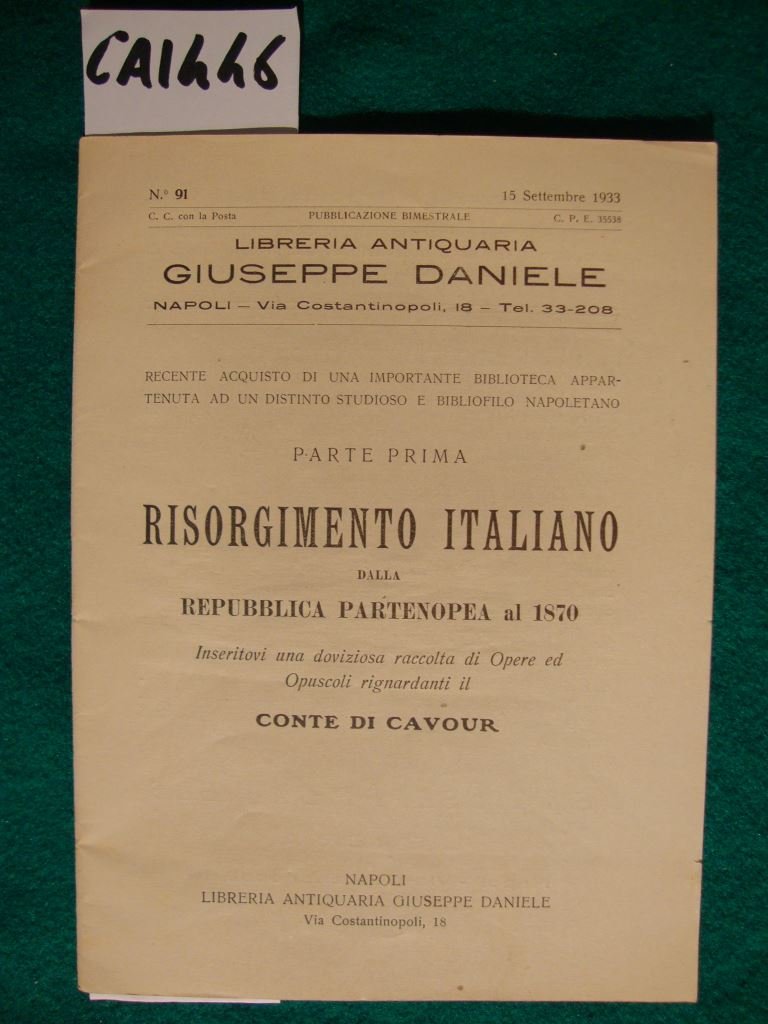 CA1446
N.° 91 15 Settembre 1933
C. C. con la Posta PUBBLICAZIONE BIMESTRALE C. P. E. 35538
LIBRERIA ANTIQUARIA
GIUSEPPE DANIELE
NAPOLI — Via Costantinopoli, 18 — Tel. 33-208
RECENTE ACQUISTO DI UNA IMPORTANTE BIBLIOTECA APPAR-
TENUTA AD UN DISTINTO STUDIOSO E BIBLIOFILO NAPOLETANO
PARTE PRIMA
RISORGIMENTO ITALIANO
DALLA
REPUBBLICA PARTENOPEA al 1870
Inseritovi una doviziosa raccolta di Opere ed
Opuscoli rignardanti il
CONTE DI CAVOUR
NAPOLI
LIBRERIA ANTIQUARIA GIUSEPPE DANIELE
Via Costantinopoli, 18